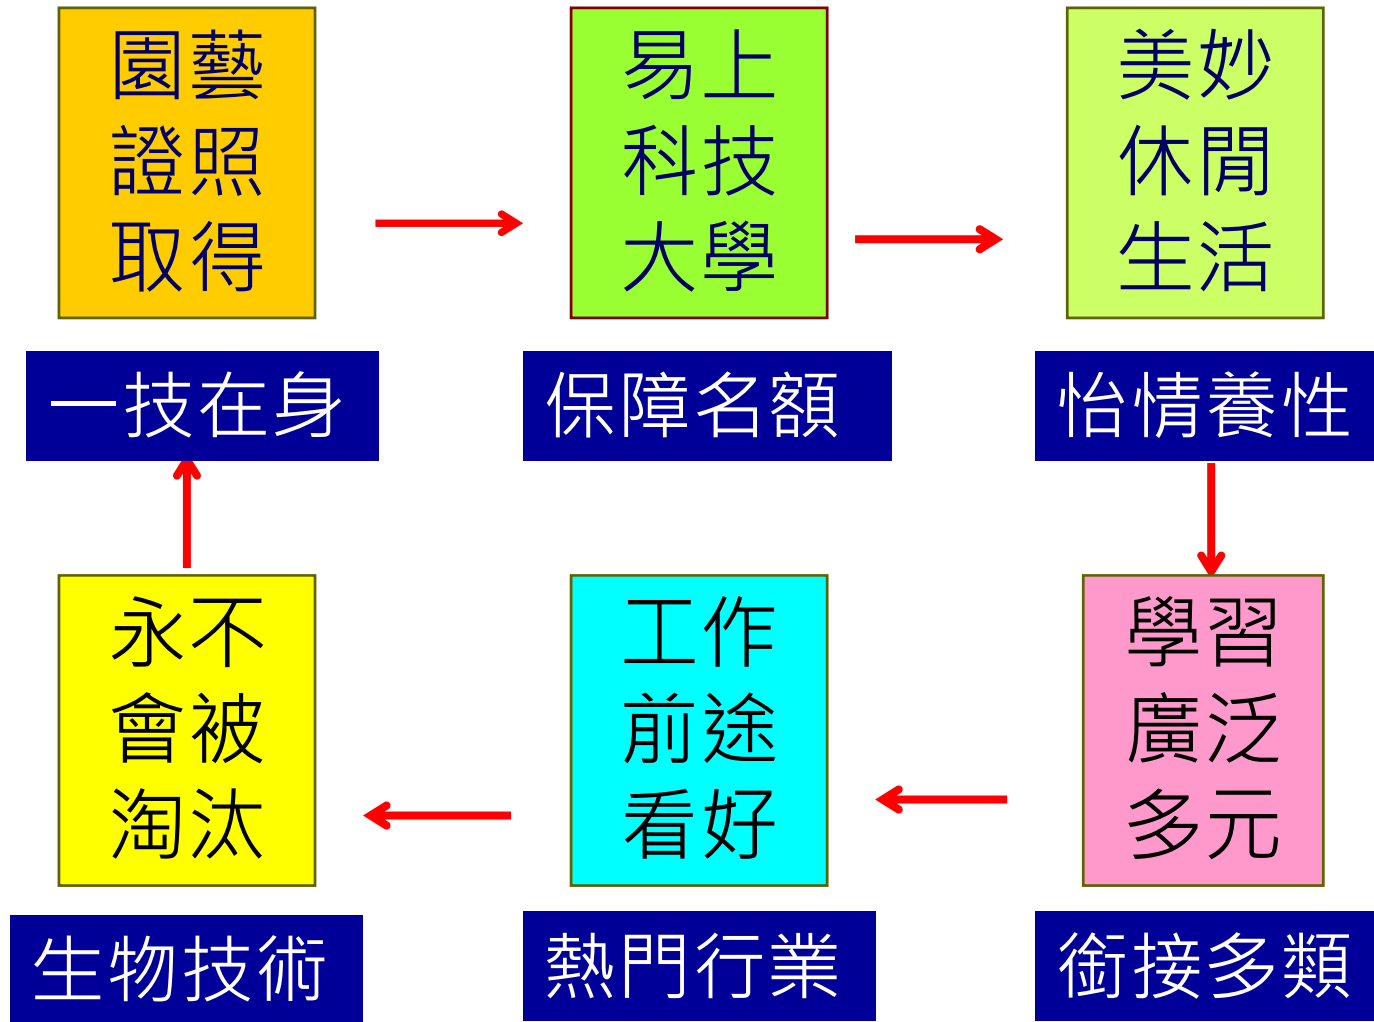 園藝
證照
取得
一技在身
易上
科技
大學
保障名額
美妙
休閒
生活
怡情養性
學習
廣泛
多元
銜接多類
工作
前途
看好
熱門行業
永不
會被
淘汰
生物技術